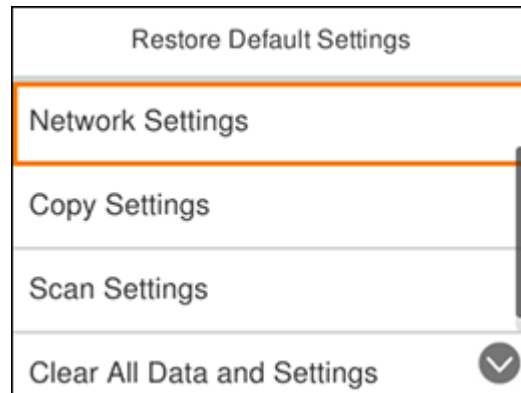 Restore Default Settings
Network Settings
Copy Settings
Scan Settings
Clear All Data and Settings